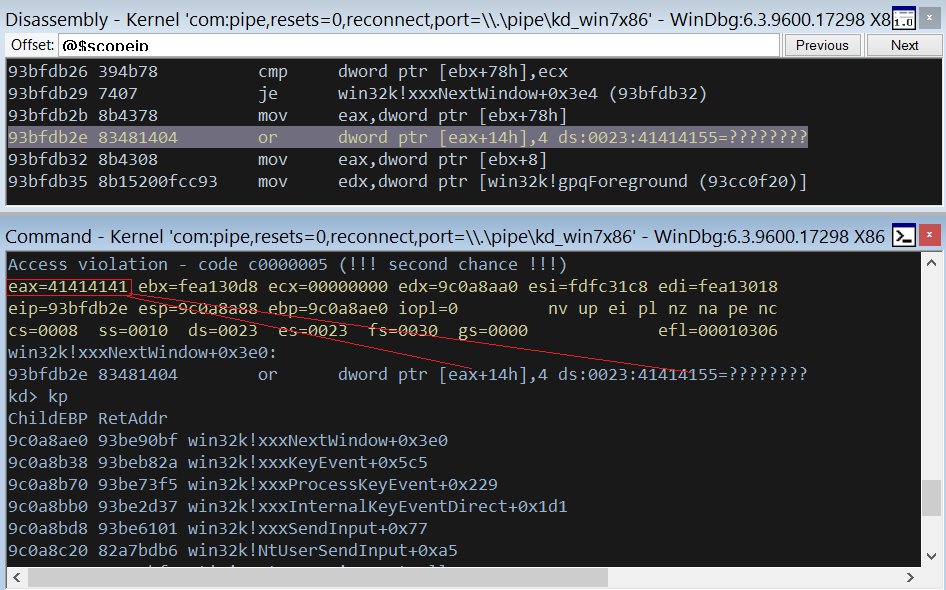 Disassembly - Kernel 'com:pipe,resets=0,reconnect,port=\\.\pipe\kd_win7x86' - WinDbg:6.3.9600.17298 X8
Offset: @$scopeip Previous Next
93bfdb26 394b78 cmp dword ptr [ebx+78h],ecx
93bfdb29 7407 je win32k!xxxNextWindow+0x3e4 (93bfdb32)
93bfdb2b 8b4378 mov eax,dword ptr [ebx+78h]
93bfdb2e 83481404 or dword ptr [eax+14h],4 ds:0023:41414155=????????
93bfdb32 8b4308 mov eax,dword ptr [ebx+8]
93bfdb35 8b15200fcc93 mov edx,dword ptr [win32k!gpqForeground (93cc0f20)]
Command - Kernel 'com:pipe,resets=0,reconnect,port=\\.\pipe\kd_win7x86' - WinDbg:6.3.9600.17298 X86
Access violation - code c0000005 (!!! second chance !!!)
eax=41414141 ebx=fea130d8 ecx=00000000 edx=9c0a8aa0 esi=fdfc31c8 edi=fea13018
eip=93bfdb2e esp=9c0a8a88 ebp=9c0a8ae0 iopl=0 nv up ei pl nz na pe nc
cs=0008 ss=0010 ds=0023 es=0023 fs=0030 gs=0000 efl=00010306
win32k!xxxNextWindow+0x3e0:
93bfdb2e 83481404 or dword ptr [eax+14h],4 ds:0023:41414155=????????
kd> kp
ChildEBP RetAddr
9c0a8ae0 93be90bf win32k!xxxNextWindow+0x3e0
9c0a8b38 93beb82a win32k!xxxKeyEvent+0x5c5
9c0a8b70 93be73f5 win32k!xxxProcessKeyEvent+0x229
9c0a8bb0 93be2d37 win32k!xxxInternalKeyEventDirect+0x1d1
9c0a8bd8 93be6101 win32k!xxxSendInput+0x77
9c0a8c20 82a7bdb6 win32k!NtUserSendInput+0xa5